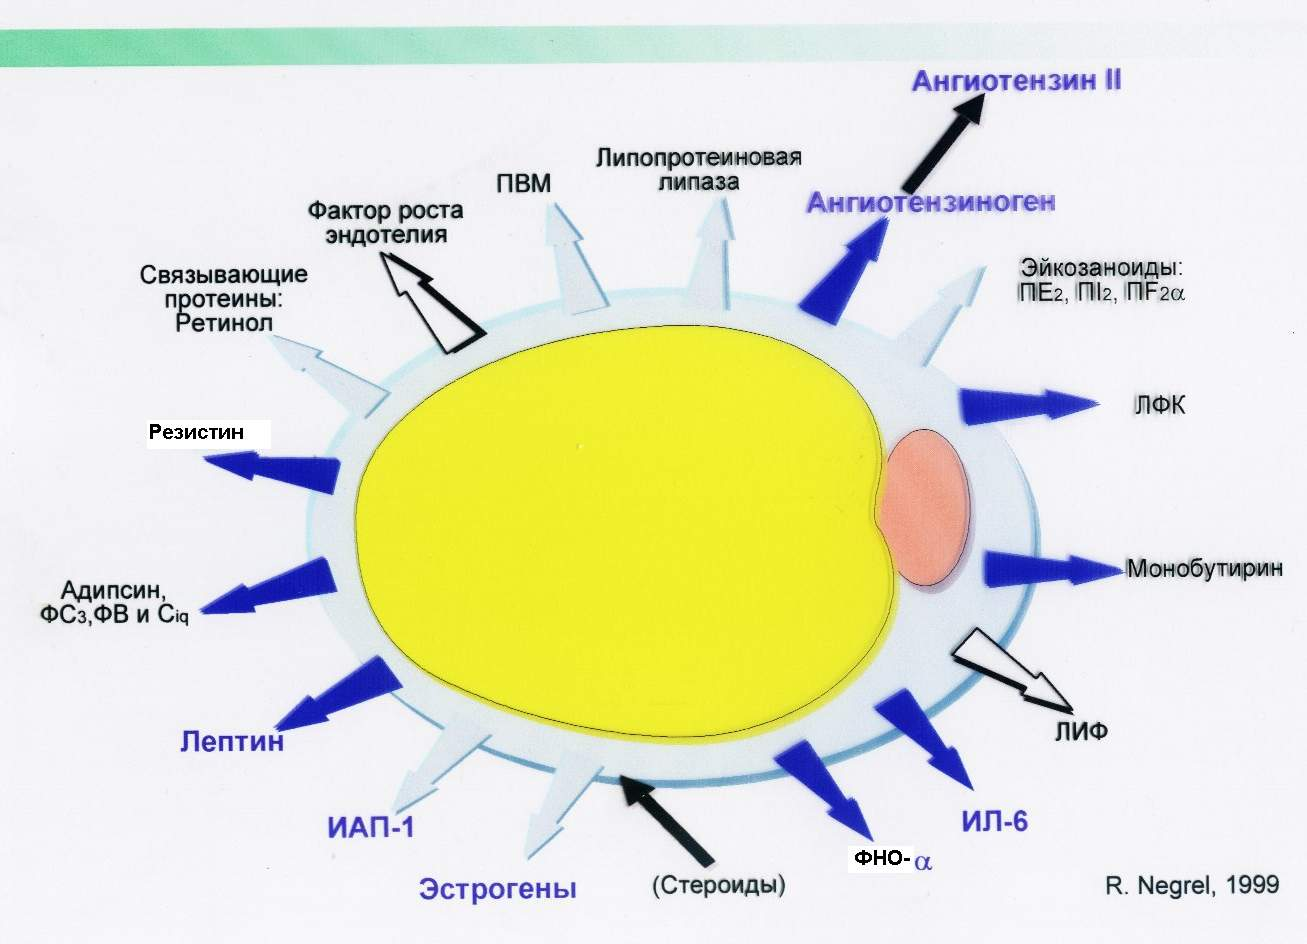 Ангиотензин II
Липопротеиновая
липаза
ПВМ
Ангиотензиноген
Фактор роста
эндотелия
Эйкозаноиды:
ПЕ2, ПI2, ПF2α
Связывающие
протеины:
Ретинол
ЛФК
Резистин
Монобутирин
Адипсин,
ФС3,ФВ и Ciq
ЛИФ
Лептин
ИАП-1
ИЛ-6
ФНО-α
Эстрогены
(Стероиды)
R. Negrel, 1999